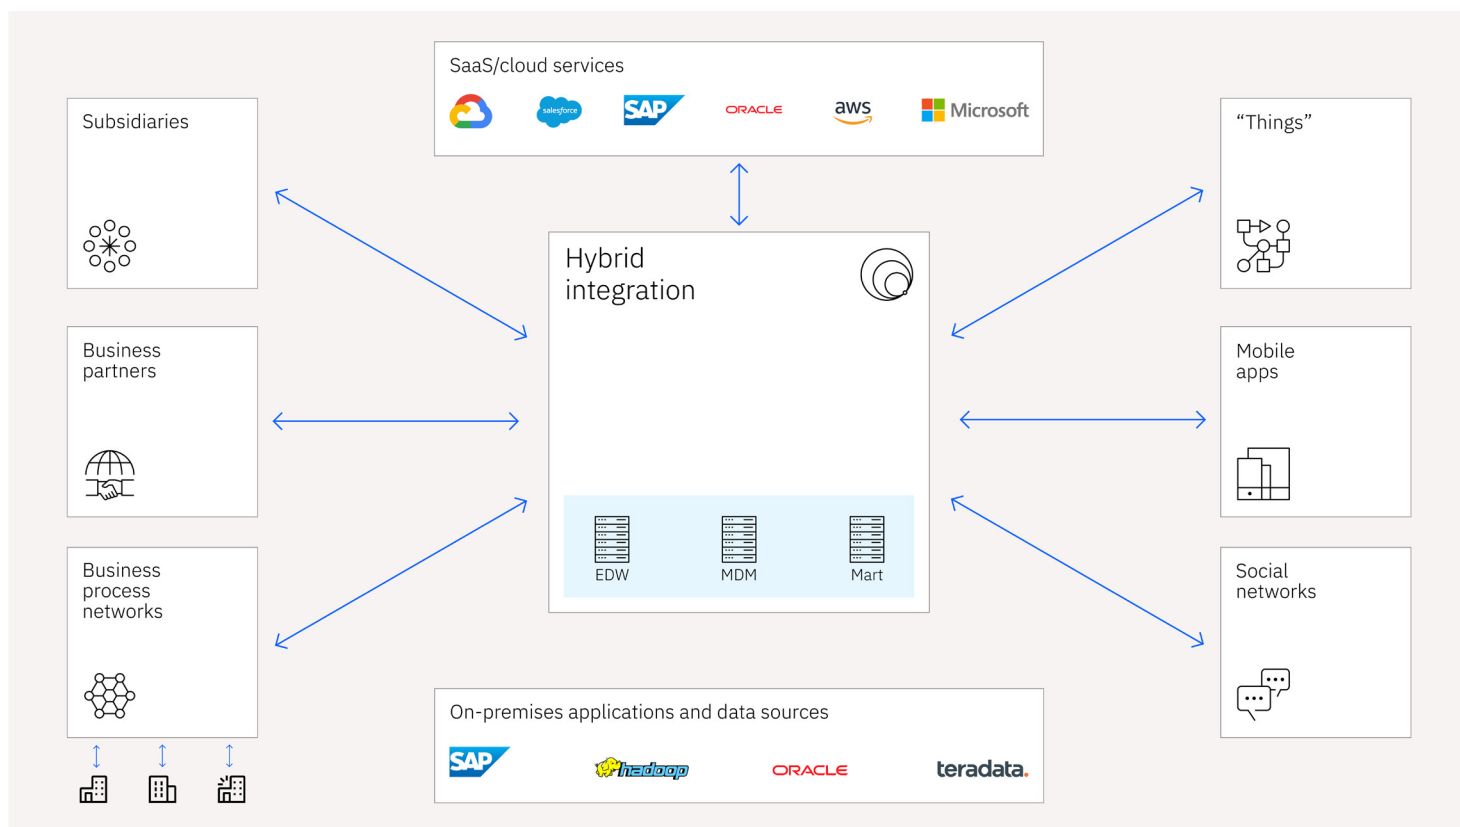 SaaS/cloud services
salesforce
SAP
ORACLE
aws
Microsoft
Subsidiaries
“Things”
Hybrid
integration
Business
partners
Mobile
apps
EDW
MDM
Mart
Business
process
networks
Social
networks
On-premises applications and data sources
SAP
hadoop
ORACLE
teradata.